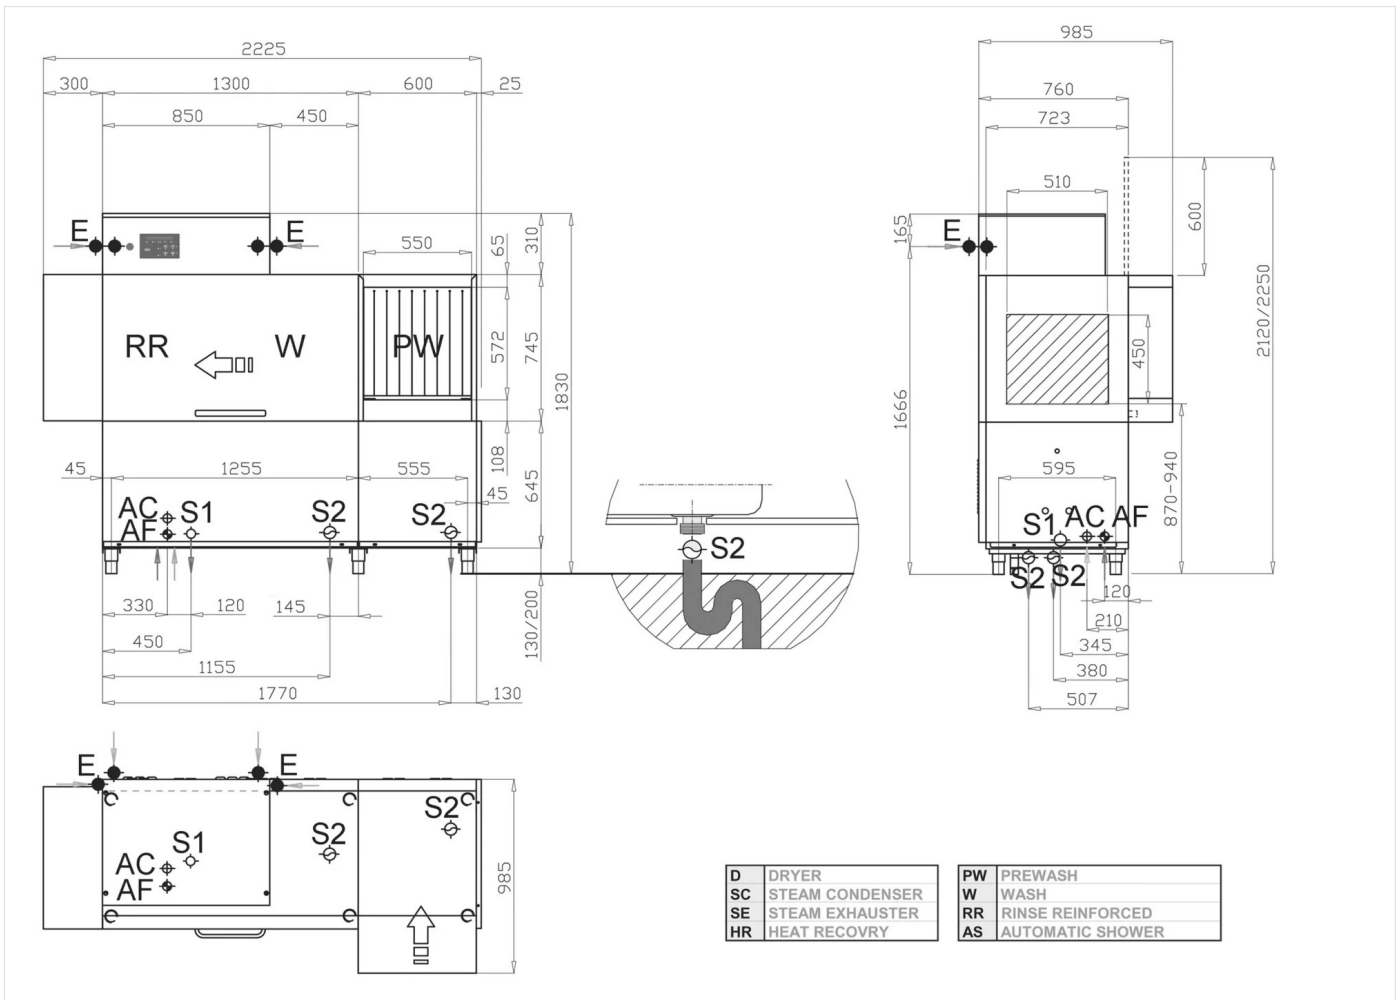 2225
300 1300 600 25
850 450
E E
550
65
310
RR W PW
572
745
1830
108
645
45 1255 555 45
AC S1 S2 S2
AF
330 120 145
130/200
450
1155
1770 130
S2
985
760
723
510
600
165
E
1666
450
2120/2250
870-940
595
S1 AC AF
S2 S2
120
210
345
380
507
E E
S2
S1 S2
AC
AF
985
D DRYER
SC STEAM CONDENSER
SE STEAM EXHAUSTER
HR HEAT RECOVRY
PW PREWASH
W WASH
RR RINSE REINFORCED
AS AUTOMATIC SHOWER